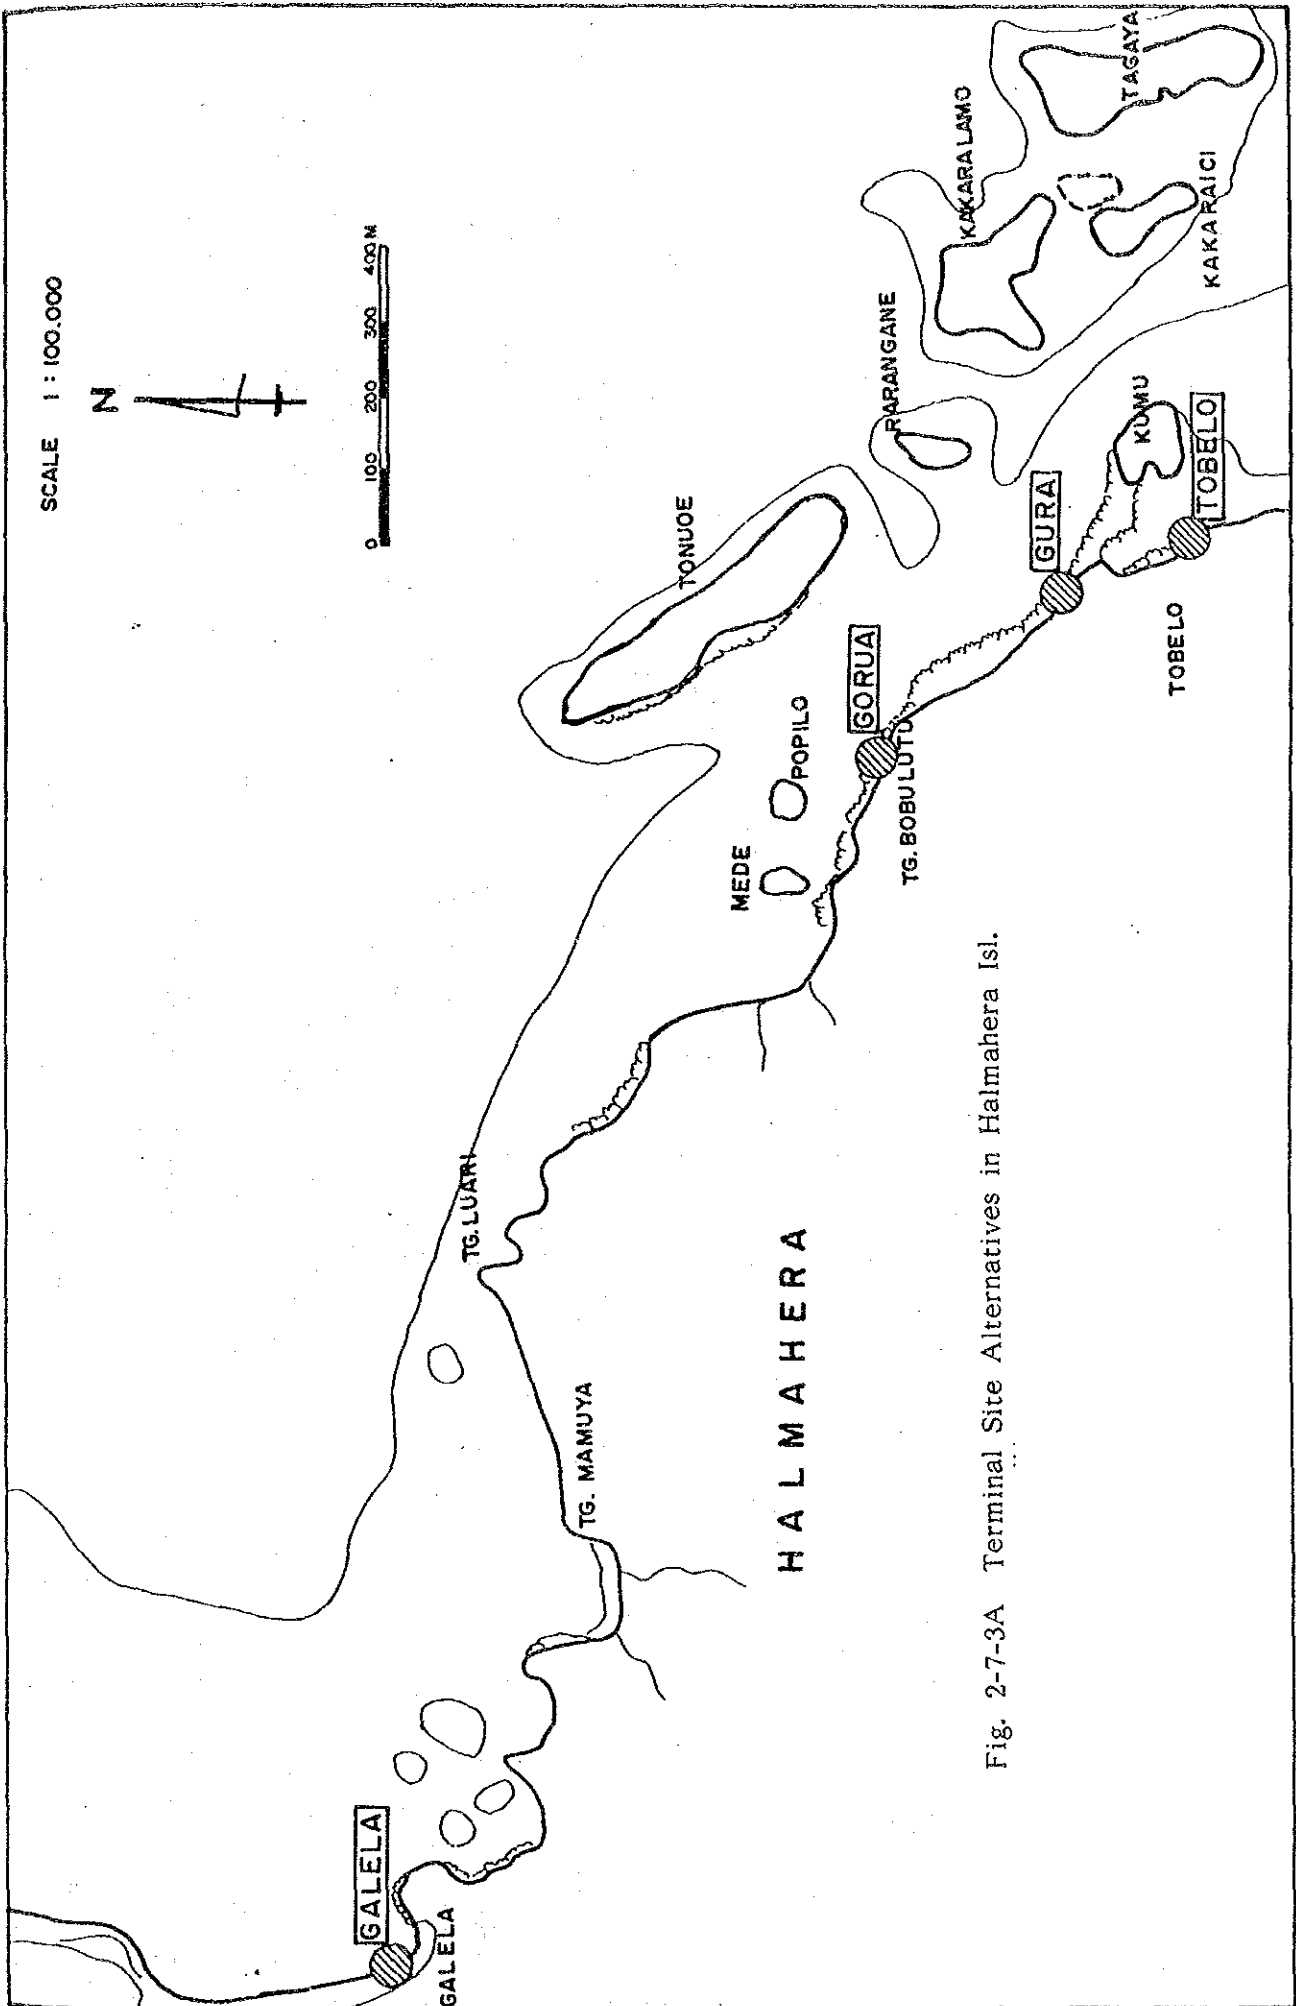 SCALE 1 : 100.000
N
0 100 200 300 400 M
GALELA
GALELA
TG. MAMUYA
TG. LUARI
HALMAHERA
MEDE
POPILO
TONUOE
GORUA
TG. BOBULUTU
RARANGANE
KAKARALAMO
TAGAYA
KAKARAICI
GURA
KUMU
TOBELO
TOBELO
Fig. 2-7-3A Terminal Site Alternatives in Halmahera Isl.